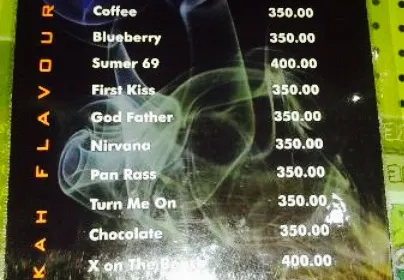 KAH FLAVOUR
Coffee 350.00
Blueberry 350.00
Sumer 69 400.00
First Kiss 350.00
God Father 350.00
Nirvana 350.00
Pan Rass 350.00
Turn Me On 350.00
Chocolate 350.00
X on The 400.00